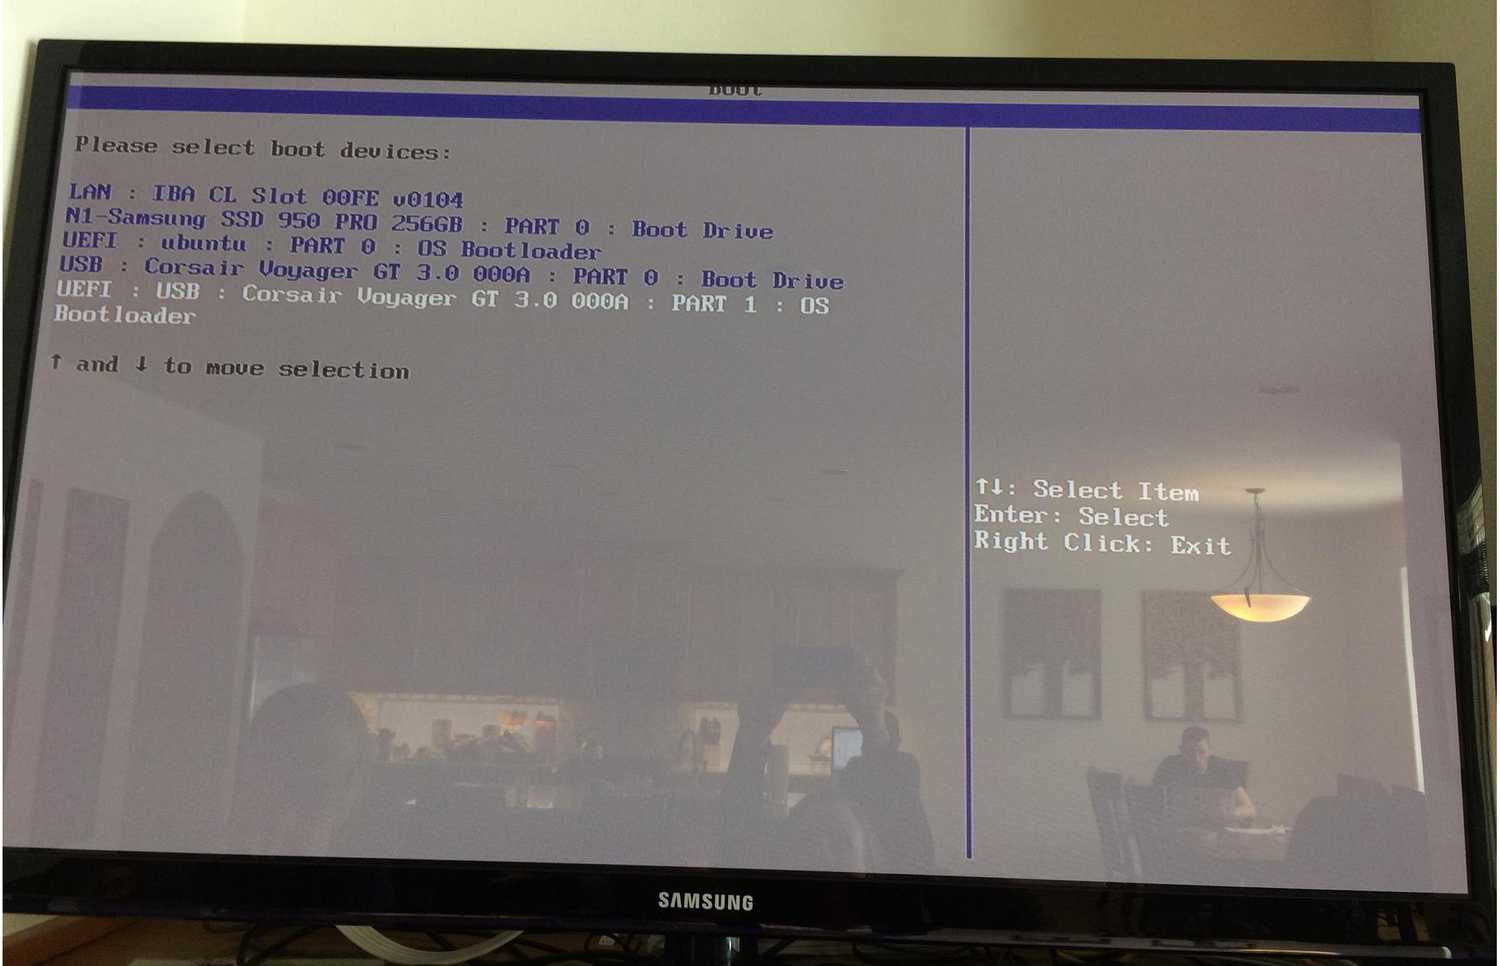 Boot
Please select boot devices:
LAN : IBA CL Slot 00FE v0104
N1-Samsung SSD 950 PRO 256GB : PART 0 : Boot Drive
UEFI : ubuntu : PART 0 : OS Bootloader
USB : Corsair Voyager GT 3.0 000A : PART 0 : Boot Drive
UEFI : USB : Corsair Voyager GT 3.0 000A : PART 1 : OS
Bootloader
↑ and ↓ to move selection
↑↓: Select Item
Enter: Select
Right Click: Exit
SAMSUNG